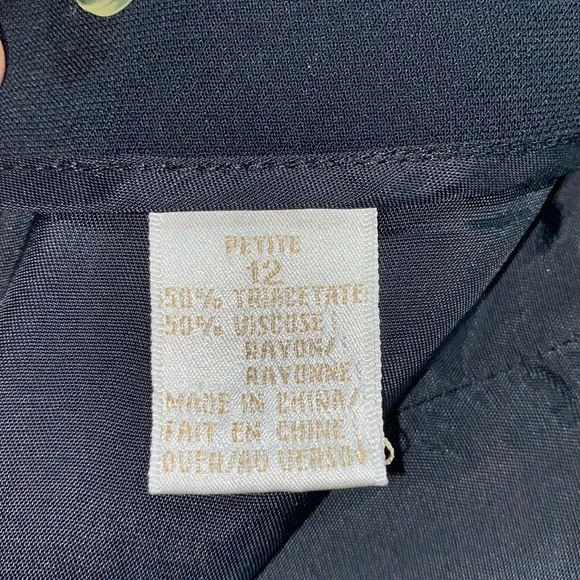 PETITE
12
50% TRIACETATE
50% VISCOSE
RAYON/
RAYONNE
MADE IN CHINA/
FAIT EN CHINE
OVER/AU VERSO